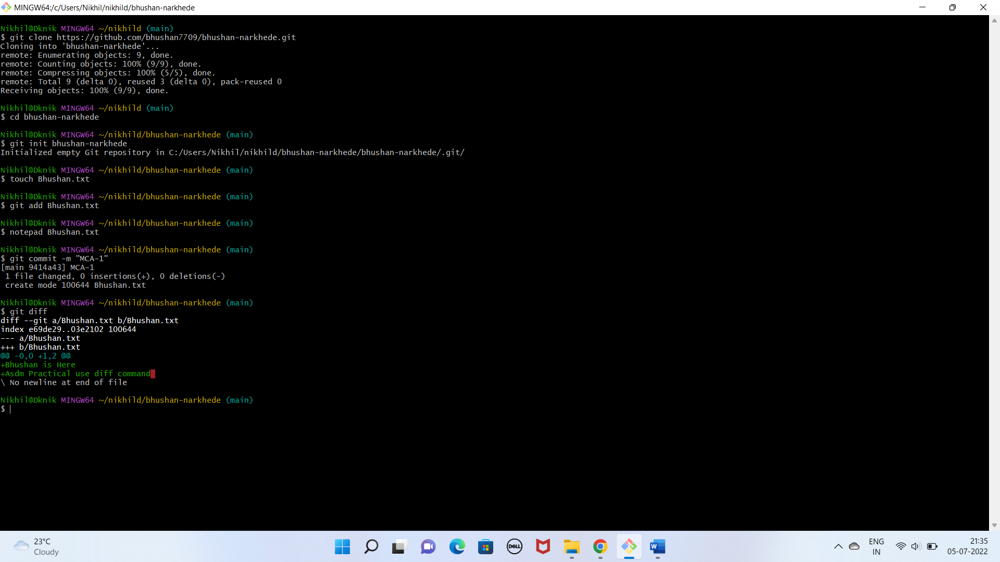 MINGW64:/c/Users/Nikhil/nikhild/bhushan-narkhede
Nikhil@Dknik MINGW64 ~/nikhild (main)
$ git clone https://github.com/bhushan7709/bhushan-narkhede.git
Cloning into 'bhushan-narkhede'...
remote: Enumerating objects: 9, done.
remote: Counting objects: 100% (9/9), done.
remote: Compressing objects: 100% (5/5), done.
remote: Total 9 (delta 0), reused 3 (delta 0), pack-reused 0
Receiving objects: 100% (9/9), done.
Nikhil@Dknik MINGW64 ~/nikhild (main)
$ cd bhushan-narkhede
Nikhil@Dknik MINGW64 ~/nikhild/bhushan-narkhede (main)
$ git init bhushan-narkhede
Initialized empty Git repository in C:/Users/Nikhil/nikhild/bhushan-narkhede/bhushan-narkhede/.git/
Nikhil@Dknik MINGW64 ~/nikhild/bhushan-narkhede (main)
$ touch Bhushan.txt
Nikhil@Dknik MINGW64 ~/nikhild/bhushan-narkhede (main)
$ git add Bhushan.txt
Nikhil@Dknik MINGW64 ~/nikhild/bhushan-narkhede (main)
$ notepad Bhushan.txt
Nikhil@Dknik MINGW64 ~/nikhild/bhushan-narkhede (main)
$ git commit -m "MCA-1"
[main 9414a43] MCA-1
 1 file changed, 0 insertions(+), 0 deletions(-)
 create mode 100644 Bhushan.txt
Nikhil@Dknik MINGW64 ~/nikhild/bhushan-narkhede (main)
$ git diff
diff --git a/Bhushan.txt b/Bhushan.txt
index e69de29..03e2102 100644
--- a/Bhushan.txt
+++ b/Bhushan.txt
@@ -0,0 +1,2 @@
+Bhushan is Here
+Asdm Practical use diff command
\ No newline at end of file
Nikhil@Dknik MINGW64 ~/nikhild/bhushan-narkhede (main)
$
23°C
Cloudy
DELL
W
ENG
IN
21:35
05-07-2022